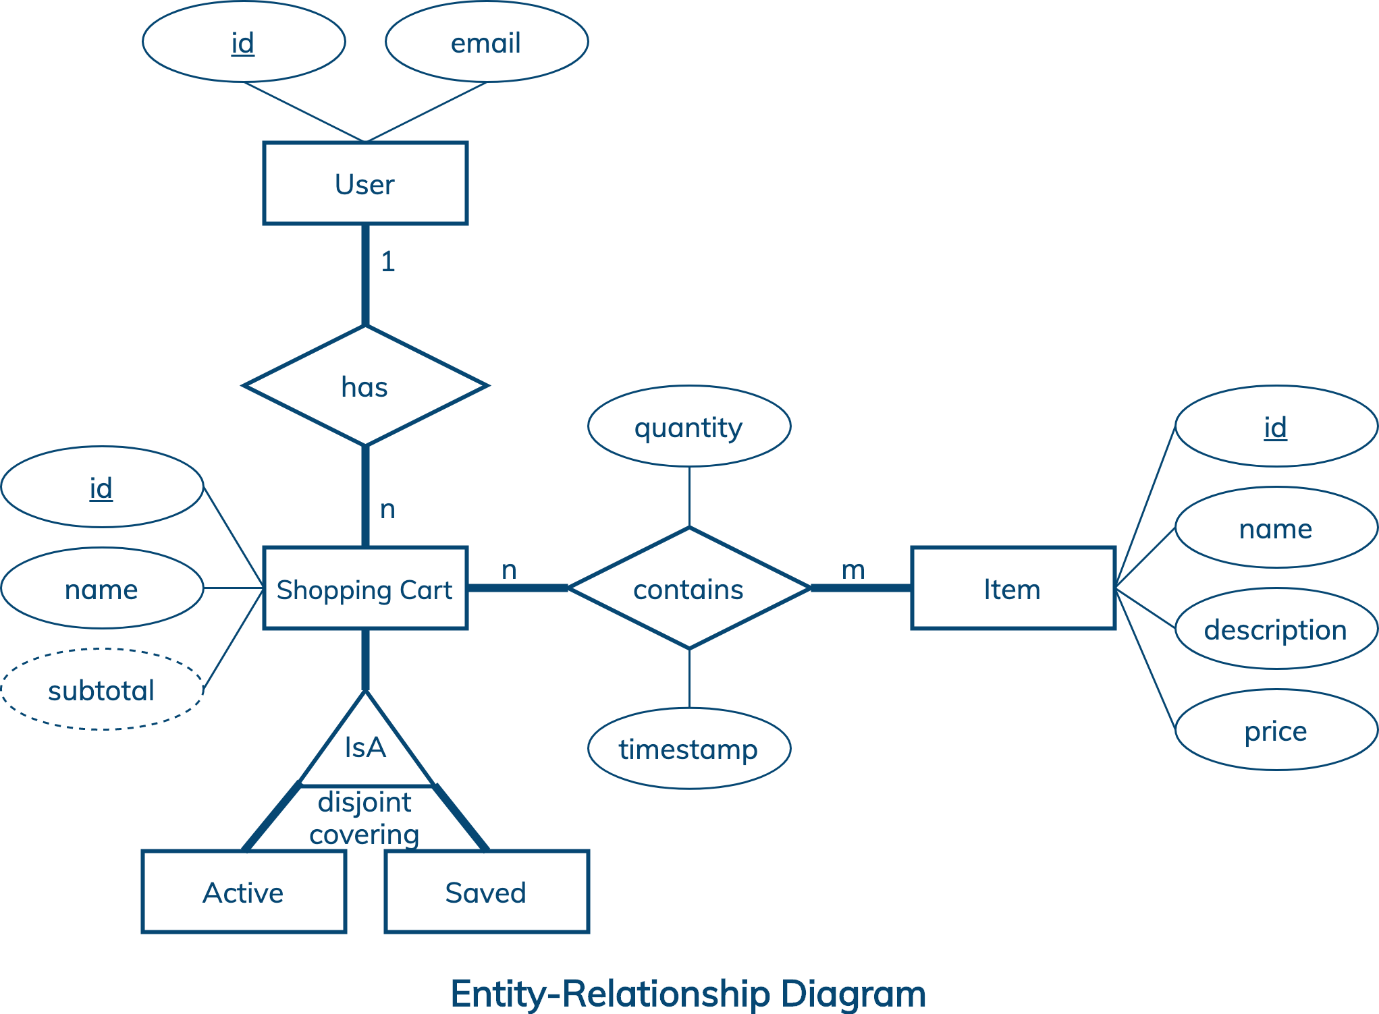 id
email
User
1
has
n
id
name
subtotal
Shopping Cart
n
quantity
contains
timestamp
m
Item
id
name
description
price
IsA
disjoint
covering
Active
Saved
Entity-Relationship Diagram